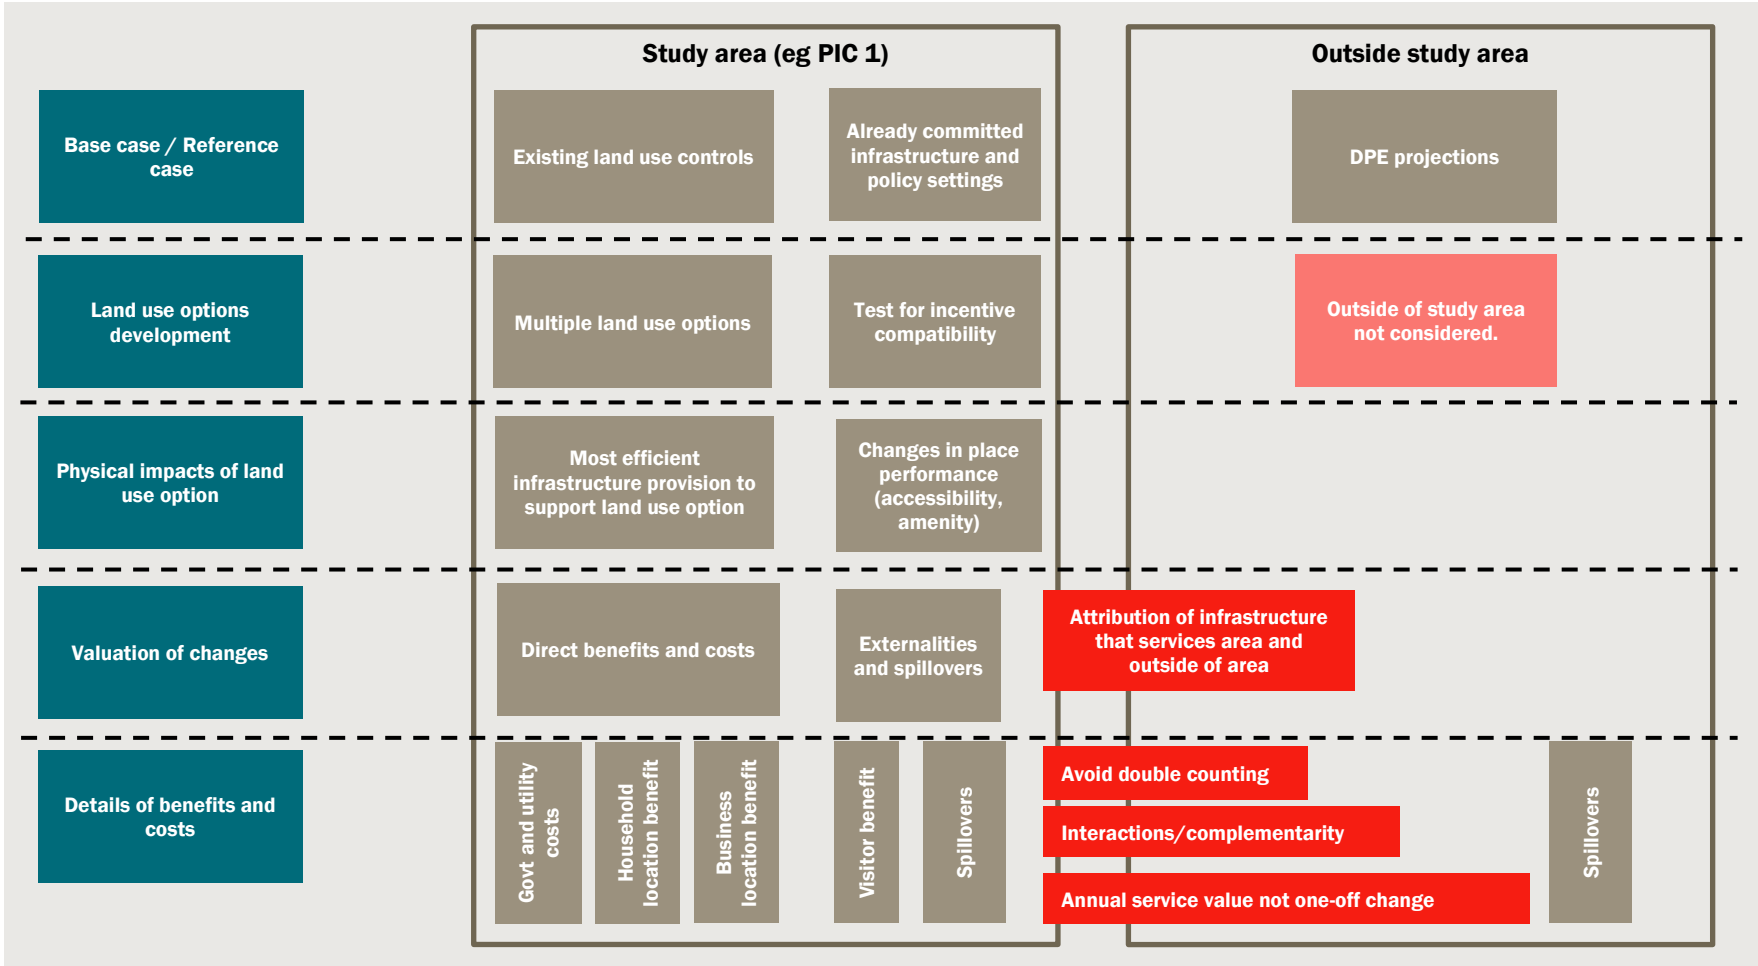 Study area (eg PIC 1)
Outside study area
Base case / Reference
case
Existing land use controls
Already committed
infrastructure and
policy settings
DPE projections
Land use options
development
Multiple land use options
Test for incentive
compatibility
Outside of study area
not considered.
Physical impacts of land
use option
Most efficient
infrastructure provision to
support land use option
Changes in place
performance
(accessibility,
amenity)
Valuation of changes
Direct benefits and costs
Externalities
and spillovers
Attribution of infrastructure
that services area and
outside of area
Details of benefits and
costs
Govt and utility
costs
Household
location benefit
Business
location benefit
Visitor benefit
Spillovers
Avoid double counting
Interactions/complementarity
Annual service value not one-off change
Spillovers